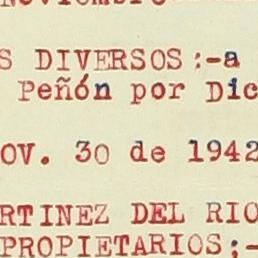 S DIVERSOS:-a
Peñón por Dic
OV. 30 de 1942
RTINEZ DEL RIO
PROPIETARIOS;-